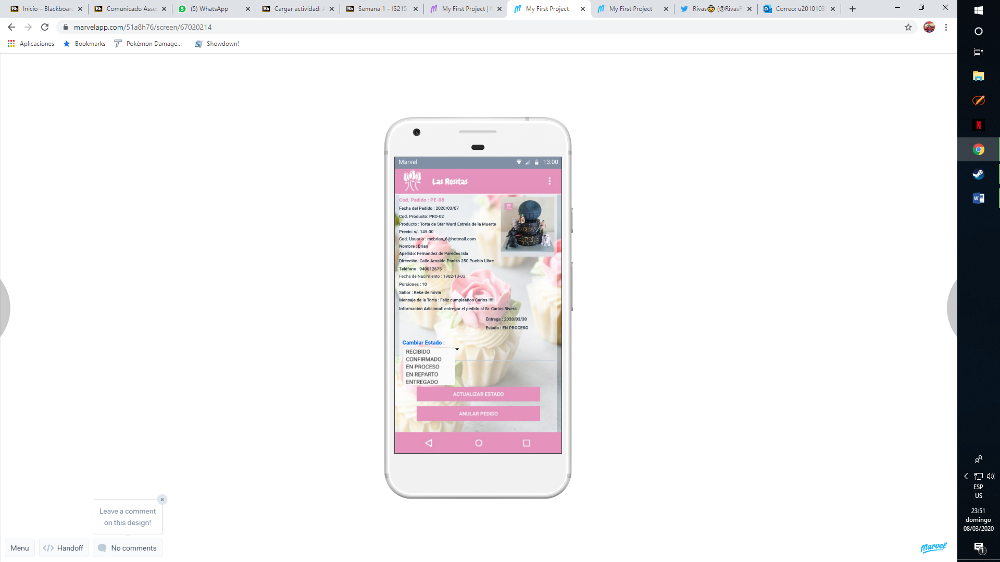 Inicio – Blackboard
Comunicado Ases
(5) WhatsApp
Cargar actividad: A
Semana 1 – IS215-
My First Project | M
My First Project
My First Project
Rivas (@RivasF
Correo: u2010103
marvelapp.com/51a8h76/screen/67020214
Aplicaciones
Bookmarks
Pokémon Damage...
Showdown!
Marvel
13:00
Las Rositas
Cod. Pedido : PE-08
Fecha del Pedido : 2020/03/07
Cod. Producto: PRO-02
Producto : Torta de Star Ward Estrela de la Muerte
Precio: s/. 145.00
Cod. Usuario : mcbrian_6@hotmail.com
Nombre : Brian
Apellido: Fernandez de Paredes Isla
Dirección: Calle Arnaldo Panizo 250 Pueblo Libre
Teléfono : 940012675
Fecha de Nacimiento : 1982-10-03
Porciones : 10
Sabor : Keke de novia
Mensaje de la Torta : Feliz cumpleaños Carlos !!!!!
Información Adicional: entregar el pedido al Sr. Carlos Rivera
Entrega : 2020/03/30
Estado : EN PROCESO
Cambiar Estado :
RECIBIDO
CONFIRMADO
EN PROCESO
EN REPARTO
ENTREGADO
ACTUALIZAR ESTADO
ANULAR PEDIDO
Leave a comment
on this design!
Menu
Handoff
No comments
Marvel
ESP
US
23:51
domingo
08/03/2020
1